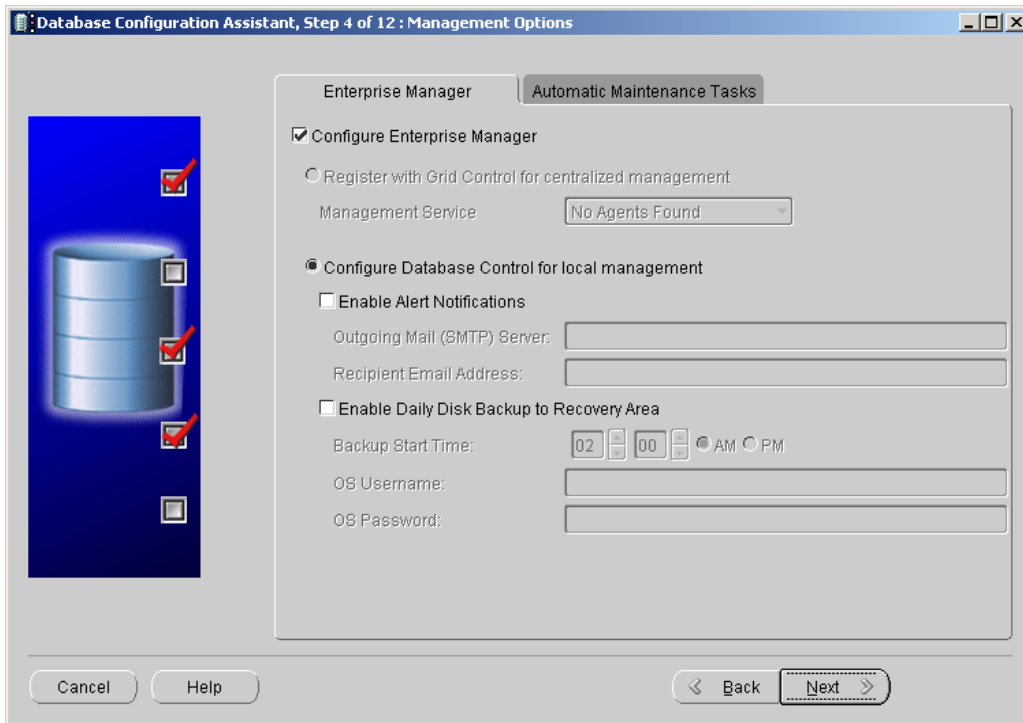 Database Configuration Assistant, Step 4 of 12 : Management Options
Enterprise Manager
Automatic Maintenance Tasks
Configure Enterprise Manager
Register with Grid Control for centralized management
Management Service
No Agents Found
Configure Database Control for local management
Enable Alert Notifications
Outgoing Mail (SMTP) Server:
Recipient Email Address:
Enable Daily Disk Backup to Recovery Area
Backup Start Time:
02 00 AM PM
OS Username:
OS Password:
Cancel
Help
Back
Next